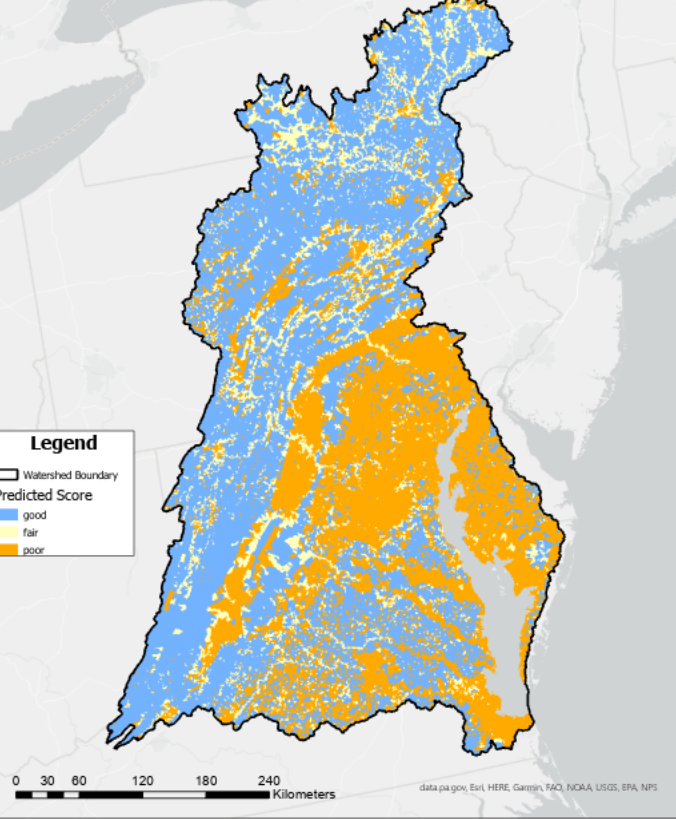 Legend
Watershed Boundary
Predicted Score
good
fair
poor
0 30 60 120 180 240
Kilometers
data.pa.gov, Esri, HERE, Garmin, FAO, NOAA, USGS, EPA, NPS